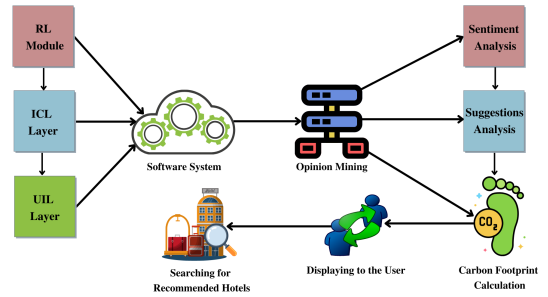 RL
Module
ICL
Layer
UIL
Layer
Software System
Opinion Mining
Sentiment
Analysis
Suggestions
Analysis
CO₂
Carbon Footprint
Calculation
Displaying to the User
Searching for
Recommended Hotels